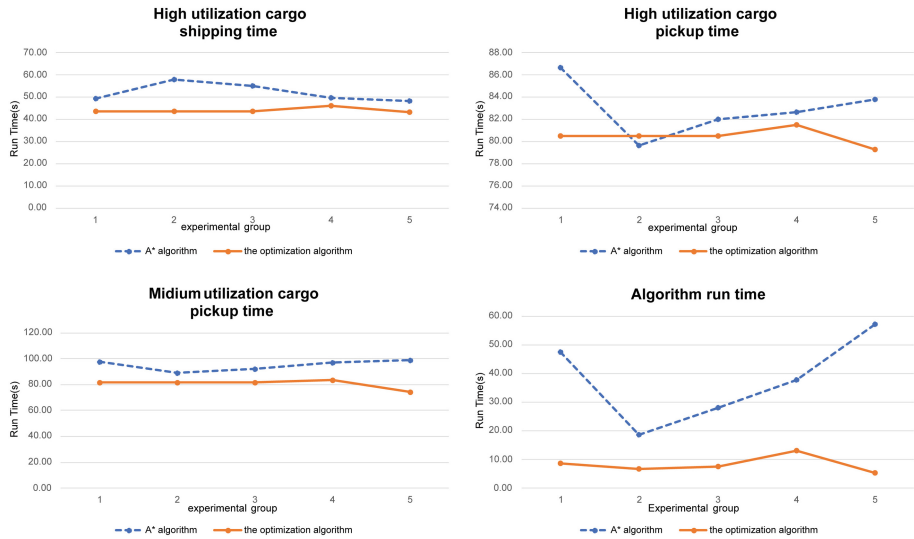 High utilization cargo
shipping time
70.00
60.00
50.00
40.00
30.00
20.00
10.00
0.00
Run Time(s)
1 2 3 4 5
experimental group
A* algorithm the optimization algorithm
High utilization cargo
pickup time
88.00
86.00
84.00
82.00
80.00
78.00
76.00
74.00
Run Time(s)
1 2 3 4 5
experimental group
A* algorithm the optimization algorithm
Midium utilization cargo
pickup time
120.00
100.00
80.00
60.00
40.00
20.00
0.00
Run Time(s)
1 2 3 4 5
experimental group
A* algorithm the optimization algorithm
Algorithm run time
60.00
50.00
40.00
30.00
20.00
10.00
0.00
Run Time(s)
1 2 3 4 5
Experimental group
A* algorithm the optimization algorithm